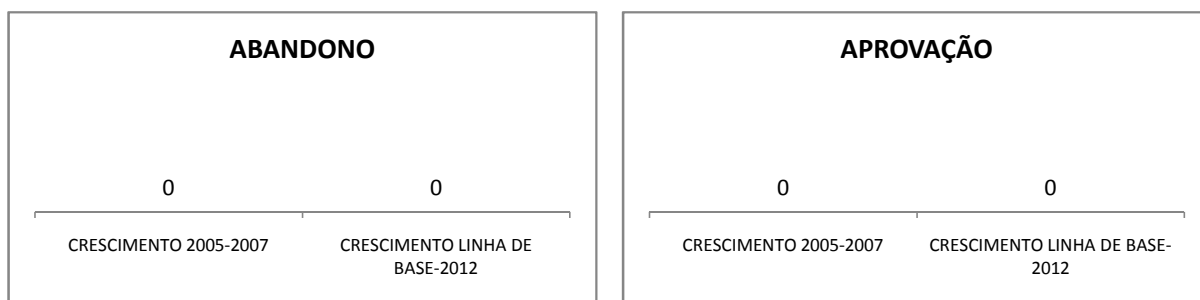 ABANDONO
0
0
CRESCIMENTO 2005-2007
CRESCIMENTO LINHA DE
BASE-2012
APROVAÇÃO
0
0
CRESCIMENTO 2005-2007
CRESCIMENTO LINHA DE BASE-
2012